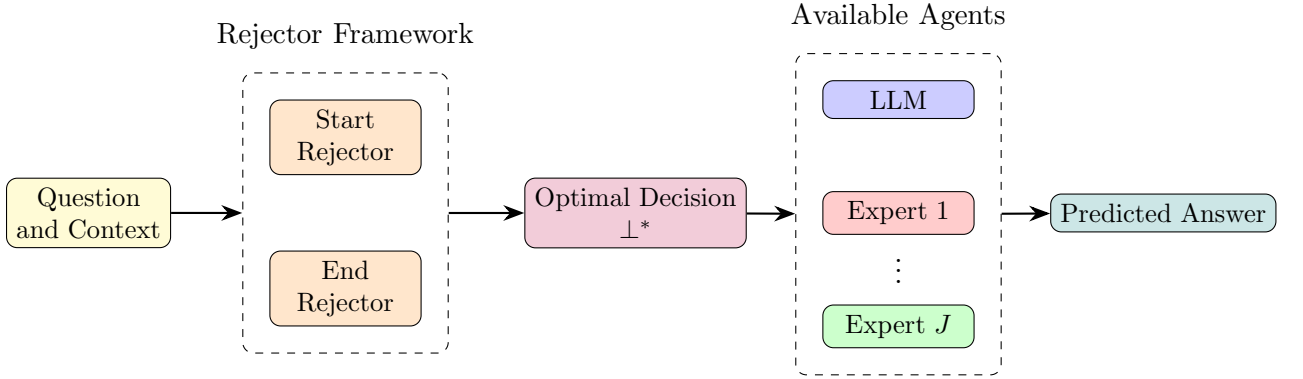 Rejector Framework
Available Agents
Question
and Context
Start
Rejector
End
Rejector
Optimal Decision
⊥*
LLM
Expert 1
⋮
Expert J
Predicted Answer